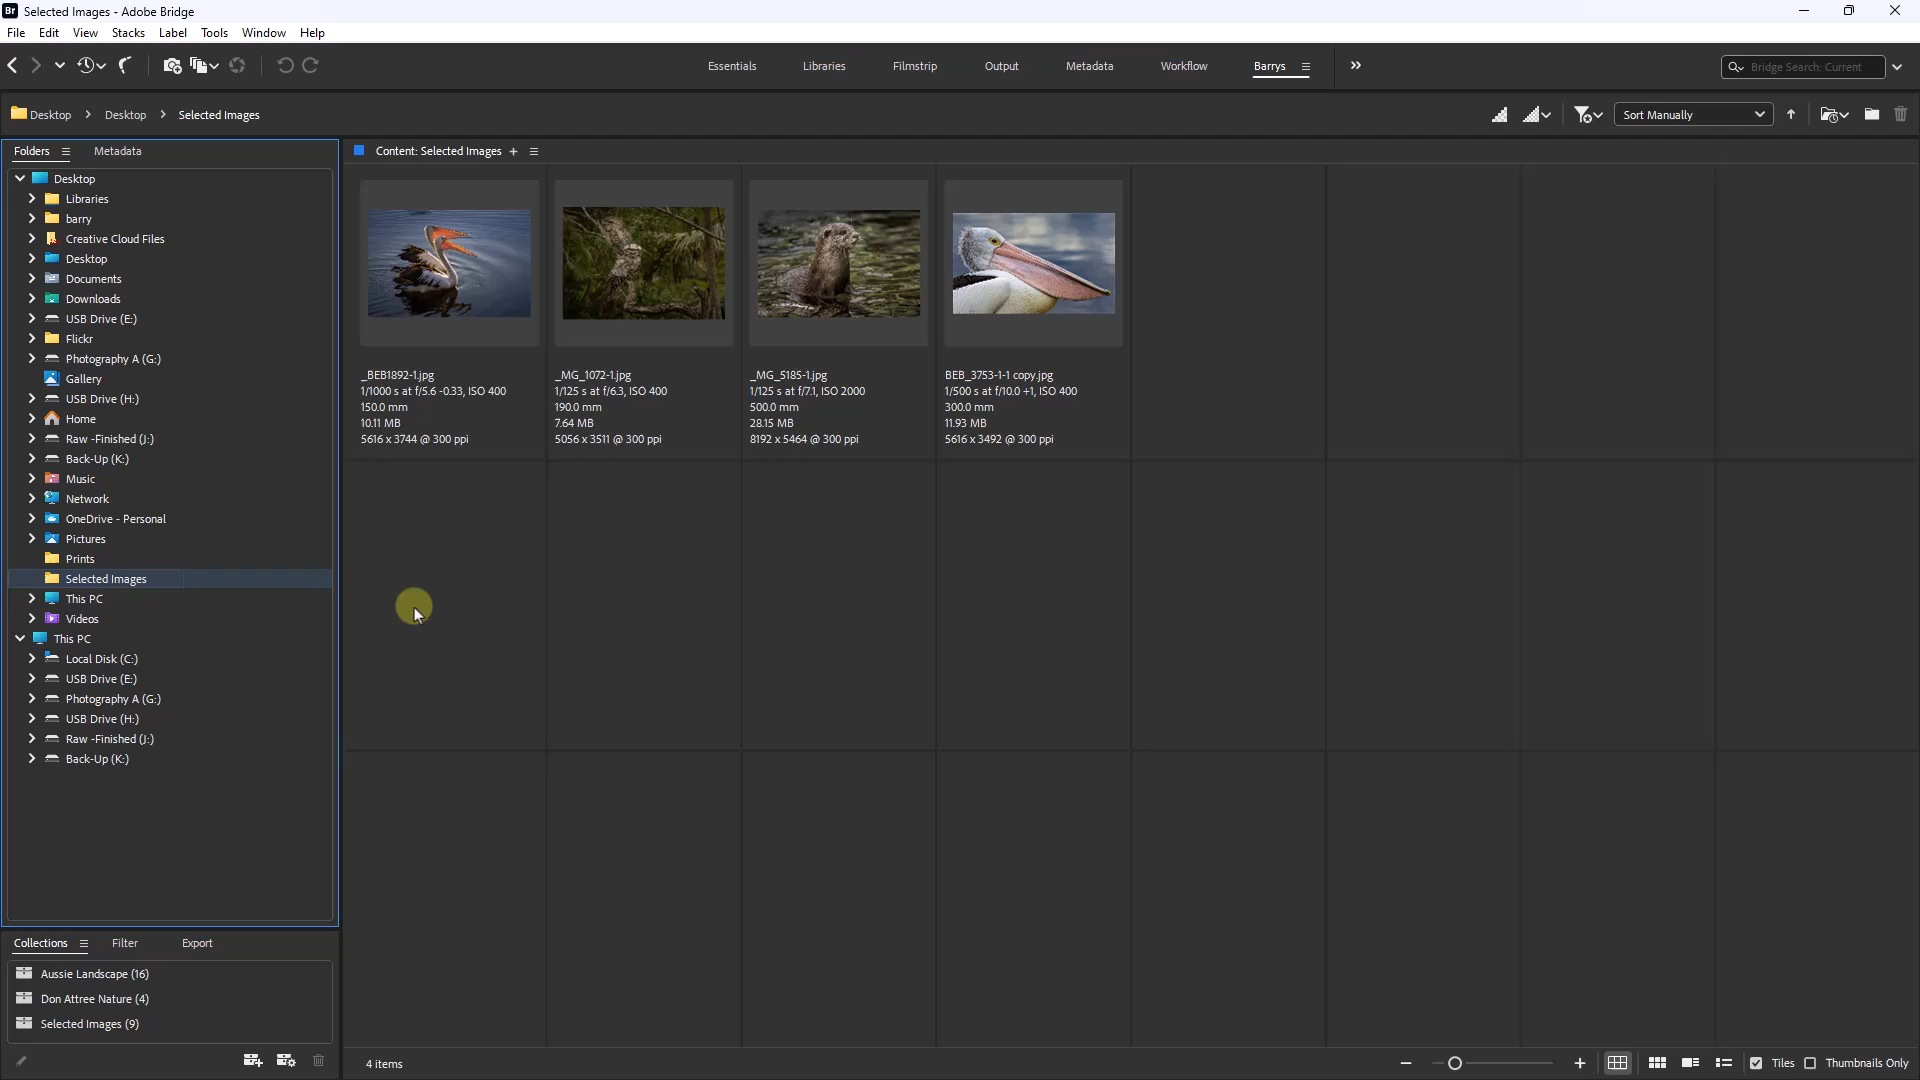 Br Selected Images - Adobe Bridge
File Edit View Stacks Label Tools Window Help
Essentials Libraries Filmstrip Output Metadata Workflow Barrys
Bridge Search: Current
Desktop Desktop Selected Images
Sort Manually
Folders Metadata
Content: Selected Images
Desktop
Libraries
barry
Creative Cloud Files
Desktop
Documents
Downloads
USB Drive (E:)
Flickr
Photography A (G:)
Gallery
USB Drive (H:)
Home
Raw -Finished (J:)
Back-Up (K:)
Music
Network
OneDrive - Personal
Pictures
Prints
Selected Images
This PC
Videos
This PC
Local Disk (C:)
USB Drive (E:)
Photography A (G:)
USB Drive (H:)
Raw -Finished (J:)
Back-Up (K:)
_BEB1892-1.jpg
1/1000 s at f/5.6 -0.33, ISO 400
150.0 mm
10.11 MB
5616 x 3744 @ 300 ppi
_MG_1072-1.jpg
1/125 s at f/6.3, ISO 400
190.0 mm
7.64 MB
5056 x 3511 @ 300 ppi
_MG_5185-1.jpg
1/125 s at f/7.1, ISO 2000
500.0 mm
28.15 MB
8192 x 5464 @ 300 ppi
BEB_3753-1-1 copy.jpg
1/500 s at f/10.0 +1, ISO 400
300.0 mm
11.93 MB
5616 x 3492 @ 300 ppi
Collections Filter Export
Aussie Landscape (16)
Don Attree Nature (4)
Selected Images (9)
4 items
Tiles Thumbnails Only